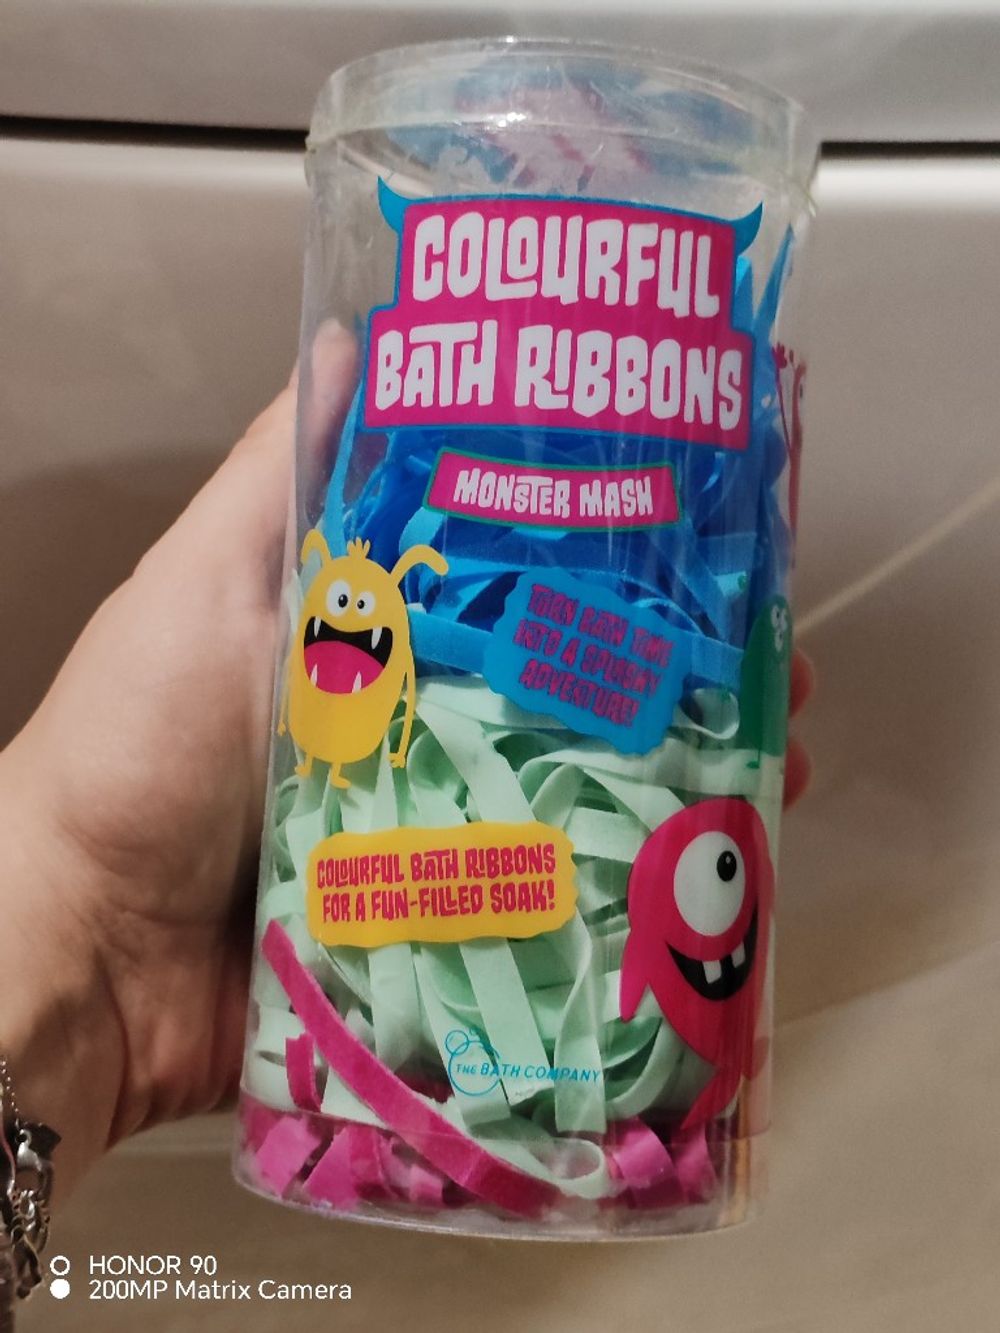 COLOURFUL
BATH RIBBONS
MONSTER MASH
TURN BATH TIME
INTO A SPLASHY
ADVENTURE!
COLOURFUL BATH RIBBONS
FOR A FUN-FILLED SOAK!
THE BATH COMPANY
HONOR 90
200MP Matrix Camera